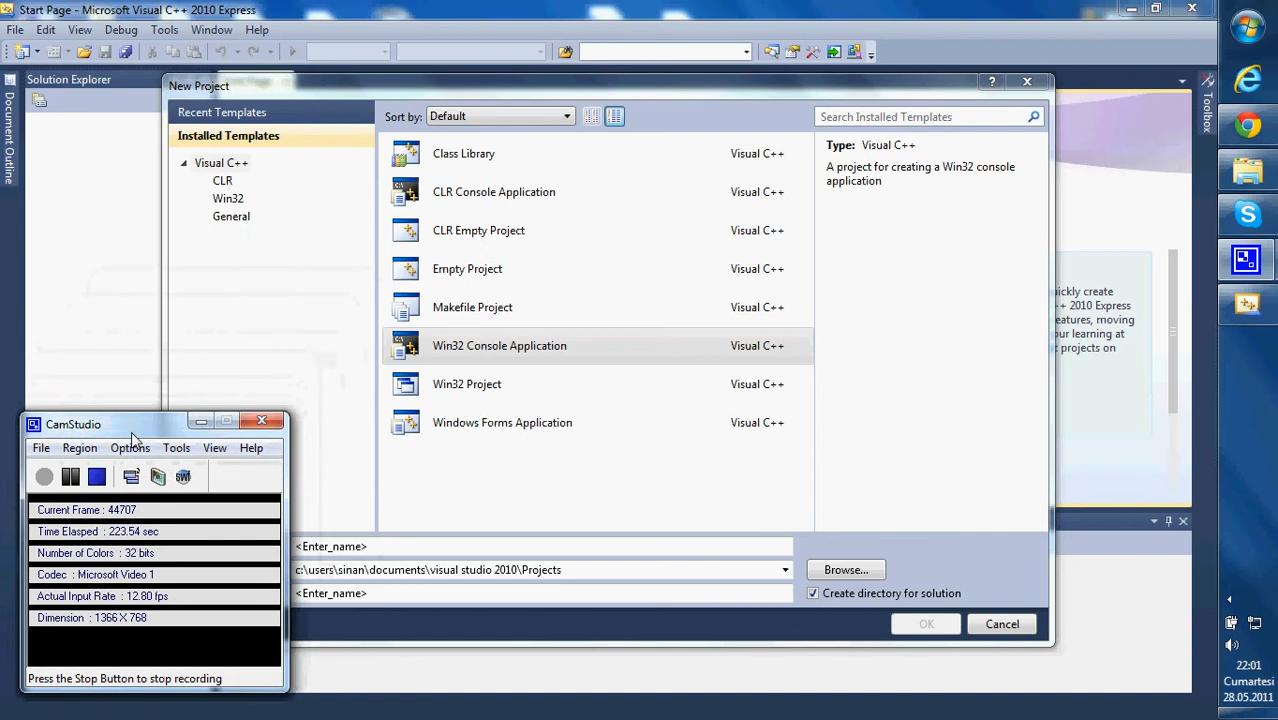 Start Page - Microsoft Visual C++ 2010 Express
File Edit View Debug Tools Window Help
Solution Explorer
Document Outline
Toolbox
New Project
Recent Templates
Installed Templates
Visual C++
CLR
Win32
General
Sort by: Default
Search Installed Templates
Class Library Visual C++
CLR Console Application Visual C++
CLR Empty Project Visual C++
Empty Project Visual C++
Makefile Project Visual C++
Win32 Console Application Visual C++
Win32 Project Visual C++
Windows Forms Application Visual C++
Type: Visual C++
A project for creating a Win32 console
application
uickly create
+ 2010 Express
eatures, moving
our learning at
t projects on
<Enter_name>
c:\users\sinan\documents\visual studio 2010\Projects
Browse...
<Enter_name>
Create directory for solution
OK Cancel
CamStudio
File Region Options Tools View Help
SWF
Current Frame : 44707
Time Elasped : 223.54 sec
Number of Colors : 32 bits
Codec : Microsoft Video 1
Actual Input Rate : 12.80 fps
Dimension : 1366 X 768
Press the Stop Button to stop recording
22:01
Cumartesi
28.05.2011